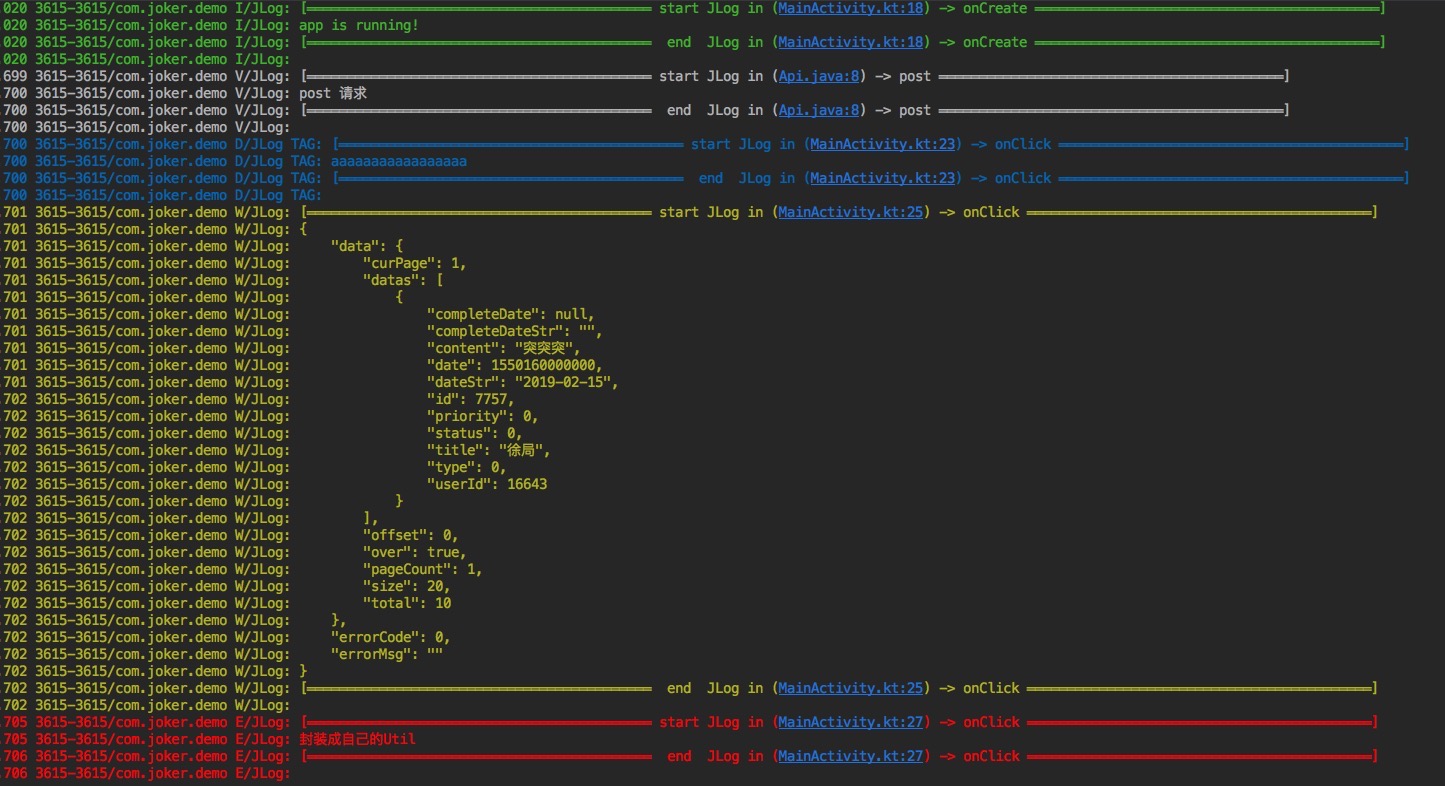 020 3615-3615/com.joker.demo I/JLog: [═══════════════════════════════════════════ start JLog in (MainActivity.kt:18) -> onCreate ═══════════════════════════════════════════]
020 3615-3615/com.joker.demo I/JLog: app is running!
020 3615-3615/com.joker.demo I/JLog: [═══════════════════════════════════════════  end  JLog in (MainActivity.kt:18) -> onCreate ═══════════════════════════════════════════]
020 3615-3615/com.joker.demo I/JLog:
699 3615-3615/com.joker.demo V/JLog: [═══════════════════════════════════════════ start JLog in (Api.java:8) -> post ═══════════════════════════════════════════]
700 3615-3615/com.joker.demo V/JLog: post 请求
700 3615-3615/com.joker.demo V/JLog: [═══════════════════════════════════════════  end  JLog in (Api.java:8) -> post ═══════════════════════════════════════════]
700 3615-3615/com.joker.demo V/JLog:
700 3615-3615/com.joker.demo D/JLog TAG: [═══════════════════════════════════════════ start JLog in (MainActivity.kt:23) -> onClick ═══════════════════════════════════════════]
700 3615-3615/com.joker.demo D/JLog TAG: aaaaaaaaaaaaaaaaa
700 3615-3615/com.joker.demo D/JLog TAG: [═══════════════════════════════════════════  end  JLog in (MainActivity.kt:23) -> onClick ═══════════════════════════════════════════]
700 3615-3615/com.joker.demo D/JLog TAG:
701 3615-3615/com.joker.demo W/JLog: [═══════════════════════════════════════════ start JLog in (MainActivity.kt:25) -> onClick ═══════════════════════════════════════════]
701 3615-3615/com.joker.demo W/JLog: {
701 3615-3615/com.joker.demo W/JLog:     "data": {
701 3615-3615/com.joker.demo W/JLog:         "curPage": 1,
701 3615-3615/com.joker.demo W/JLog:         "datas": [
701 3615-3615/com.joker.demo W/JLog:             {
701 3615-3615/com.joker.demo W/JLog:                 "completeDate": null,
701 3615-3615/com.joker.demo W/JLog:                 "completeDateStr": "",
701 3615-3615/com.joker.demo W/JLog:                 "content": "突突突",
701 3615-3615/com.joker.demo W/JLog:                 "date": 1550160000000,
701 3615-3615/com.joker.demo W/JLog:                 "dateStr": "2019-02-15",
702 3615-3615/com.joker.demo W/JLog:                 "id": 7757,
702 3615-3615/com.joker.demo W/JLog:                 "priority": 0,
702 3615-3615/com.joker.demo W/JLog:                 "status": 0,
702 3615-3615/com.joker.demo W/JLog:                 "title": "徐局",
702 3615-3615/com.joker.demo W/JLog:                 "type": 0,
702 3615-3615/com.joker.demo W/JLog:                 "userId": 16643
702 3615-3615/com.joker.demo W/JLog:             }
702 3615-3615/com.joker.demo W/JLog:         ],
702 3615-3615/com.joker.demo W/JLog:         "offset": 0,
702 3615-3615/com.joker.demo W/JLog:         "over": true,
702 3615-3615/com.joker.demo W/JLog:         "pageCount": 1,
702 3615-3615/com.joker.demo W/JLog:         "size": 20,
702 3615-3615/com.joker.demo W/JLog:         "total": 10
702 3615-3615/com.joker.demo W/JLog:     },
702 3615-3615/com.joker.demo W/JLog:     "errorCode": 0,
702 3615-3615/com.joker.demo W/JLog:     "errorMsg": ""
702 3615-3615/com.joker.demo W/JLog: }
702 3615-3615/com.joker.demo W/JLog: [═══════════════════════════════════════════  end  JLog in (MainActivity.kt:25) -> onClick ═══════════════════════════════════════════]
702 3615-3615/com.joker.demo W/JLog:
705 3615-3615/com.joker.demo E/JLog: [═══════════════════════════════════════════ start JLog in (MainActivity.kt:27) -> onClick ═══════════════════════════════════════════]
705 3615-3615/com.joker.demo E/JLog: 封装成自己的Util
706 3615-3615/com.joker.demo E/JLog: [═══════════════════════════════════════════  end  JLog in (MainActivity.kt:27) -> onClick ═══════════════════════════════════════════]
706 3615-3615/com.joker.demo E/JLog: